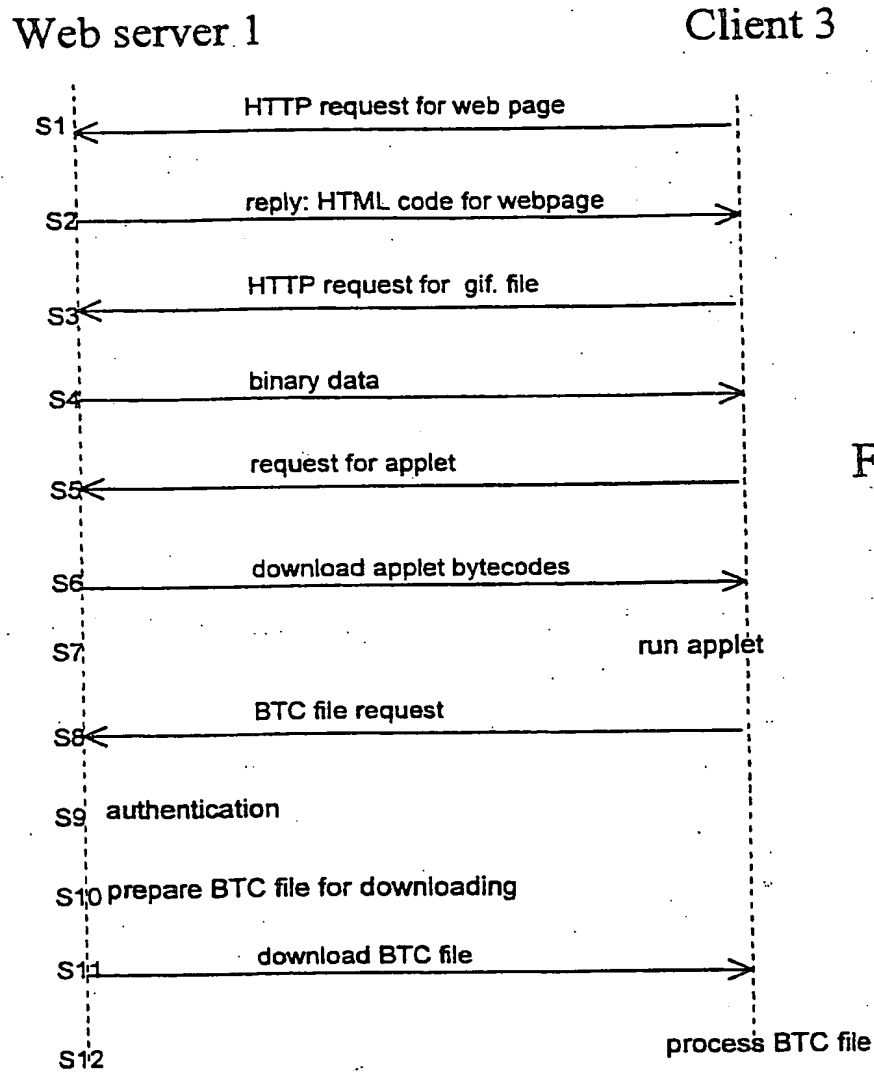 Web server 1 Client 3
S1 HTTP request for web page
S2 reply: HTML code for webpage
S3 HTTP request for gif. file
S4 binary data
S5 request for applet
F
S6 download applet bytecodes
S7 run applet
S8 BTC file request
S9 authentication
S10 prepare BTC file for downloading
S11 download BTC file
S12 process BTC file